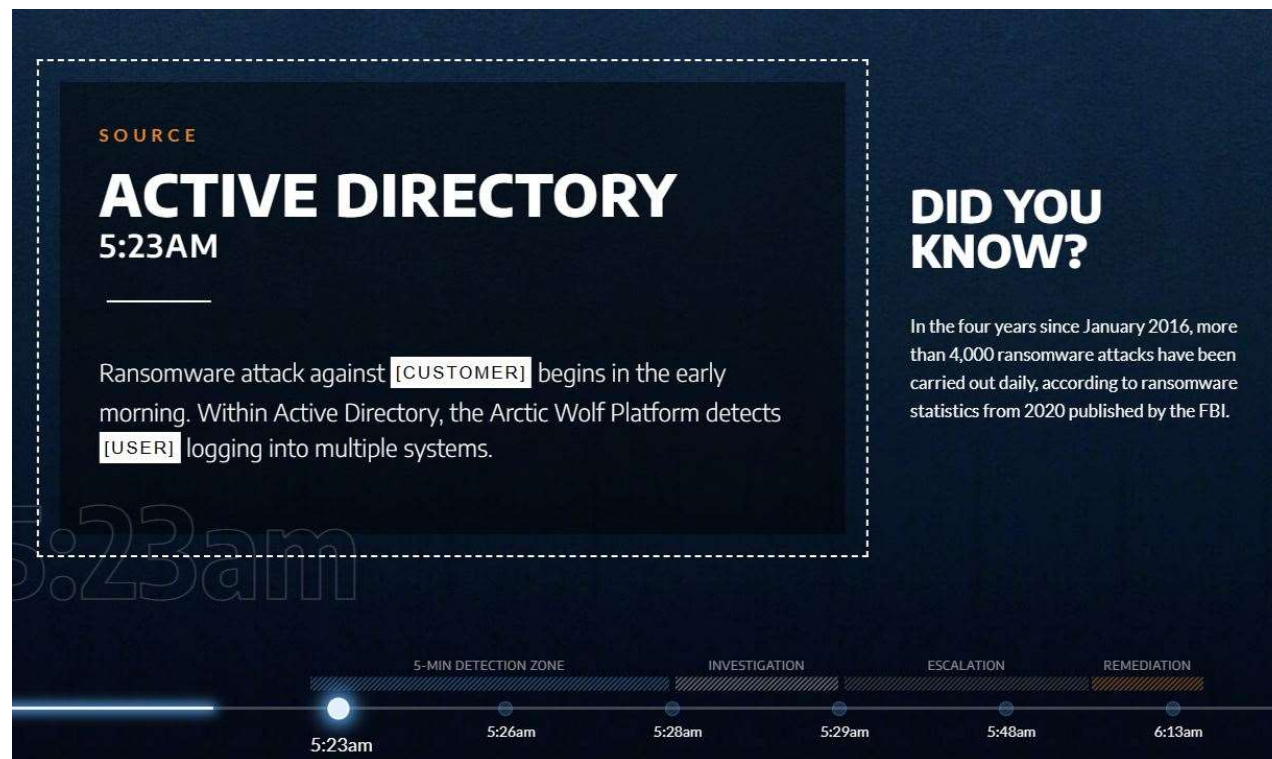 SOURCE
ACTIVE DIRECTORY
5:23AM
Ransomware attack against [CUSTOMER] begins in the early
morning. Within Active Directory, the Arctic Wolf Platform detects
[USER] logging into multiple systems.
DID YOU
KNOW?
In the four years since January 2016, more
than 4,000 ransomware attacks have been
carried out daily, according to ransomware
statistics from 2020 published by the FBI.
5:23am
5-MIN DETECTION ZONE
INVESTIGATION
ESCALATION
REMEDIATION
5:23am
5:26am
5:28am
5:29am
5:48am
6:13am